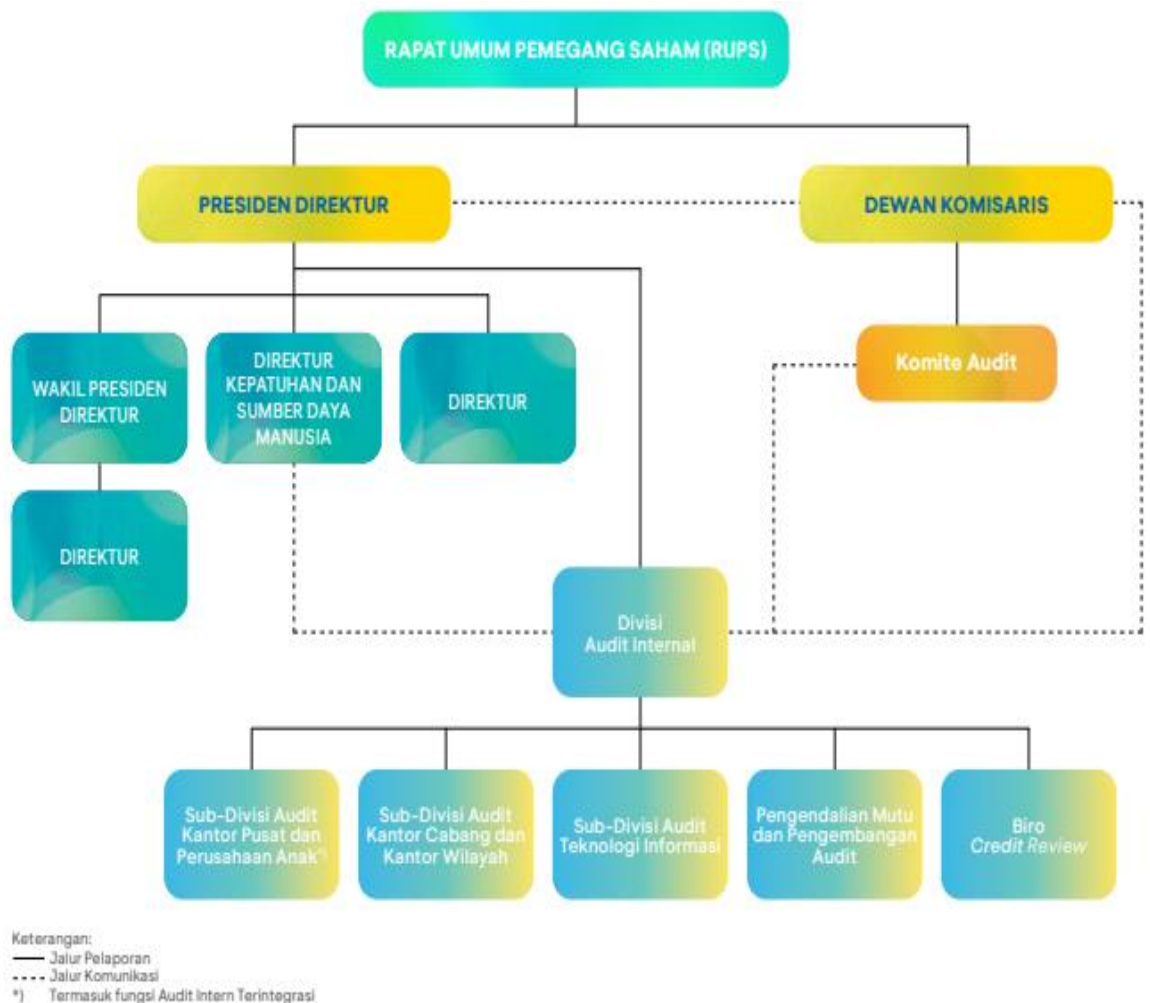 RAPAT UMUM PEMEGANG SAHAM (RUPS)
PRESIDEN DIREKTUR
DEWAN KOMISARIS
WAKIL PRESIDEN
DIREKTUR
DIREKTUR
KEPATUHAN DAN
SUMBER DAYA
MANUSIA
DIREKTUR
Komite Audit
DIREKTUR
Divisi
Audit Internal
Sub-Divisi Audit
Kantor Pusat dan
Perusahaan Anak*)
Sub-Divisi Audit
Kantor Cabang dan
Kantor Wilayah
Sub-Divisi Audit
Teknologi Informasi
Pengendalian Mutu
dan Pengembangan
Audit
Biro
Credit Review
Keterangan:
Jalur Pelaporan
Jalur Komunikasi
*) Termasuk fungsi Audit Intern Terintegrasi